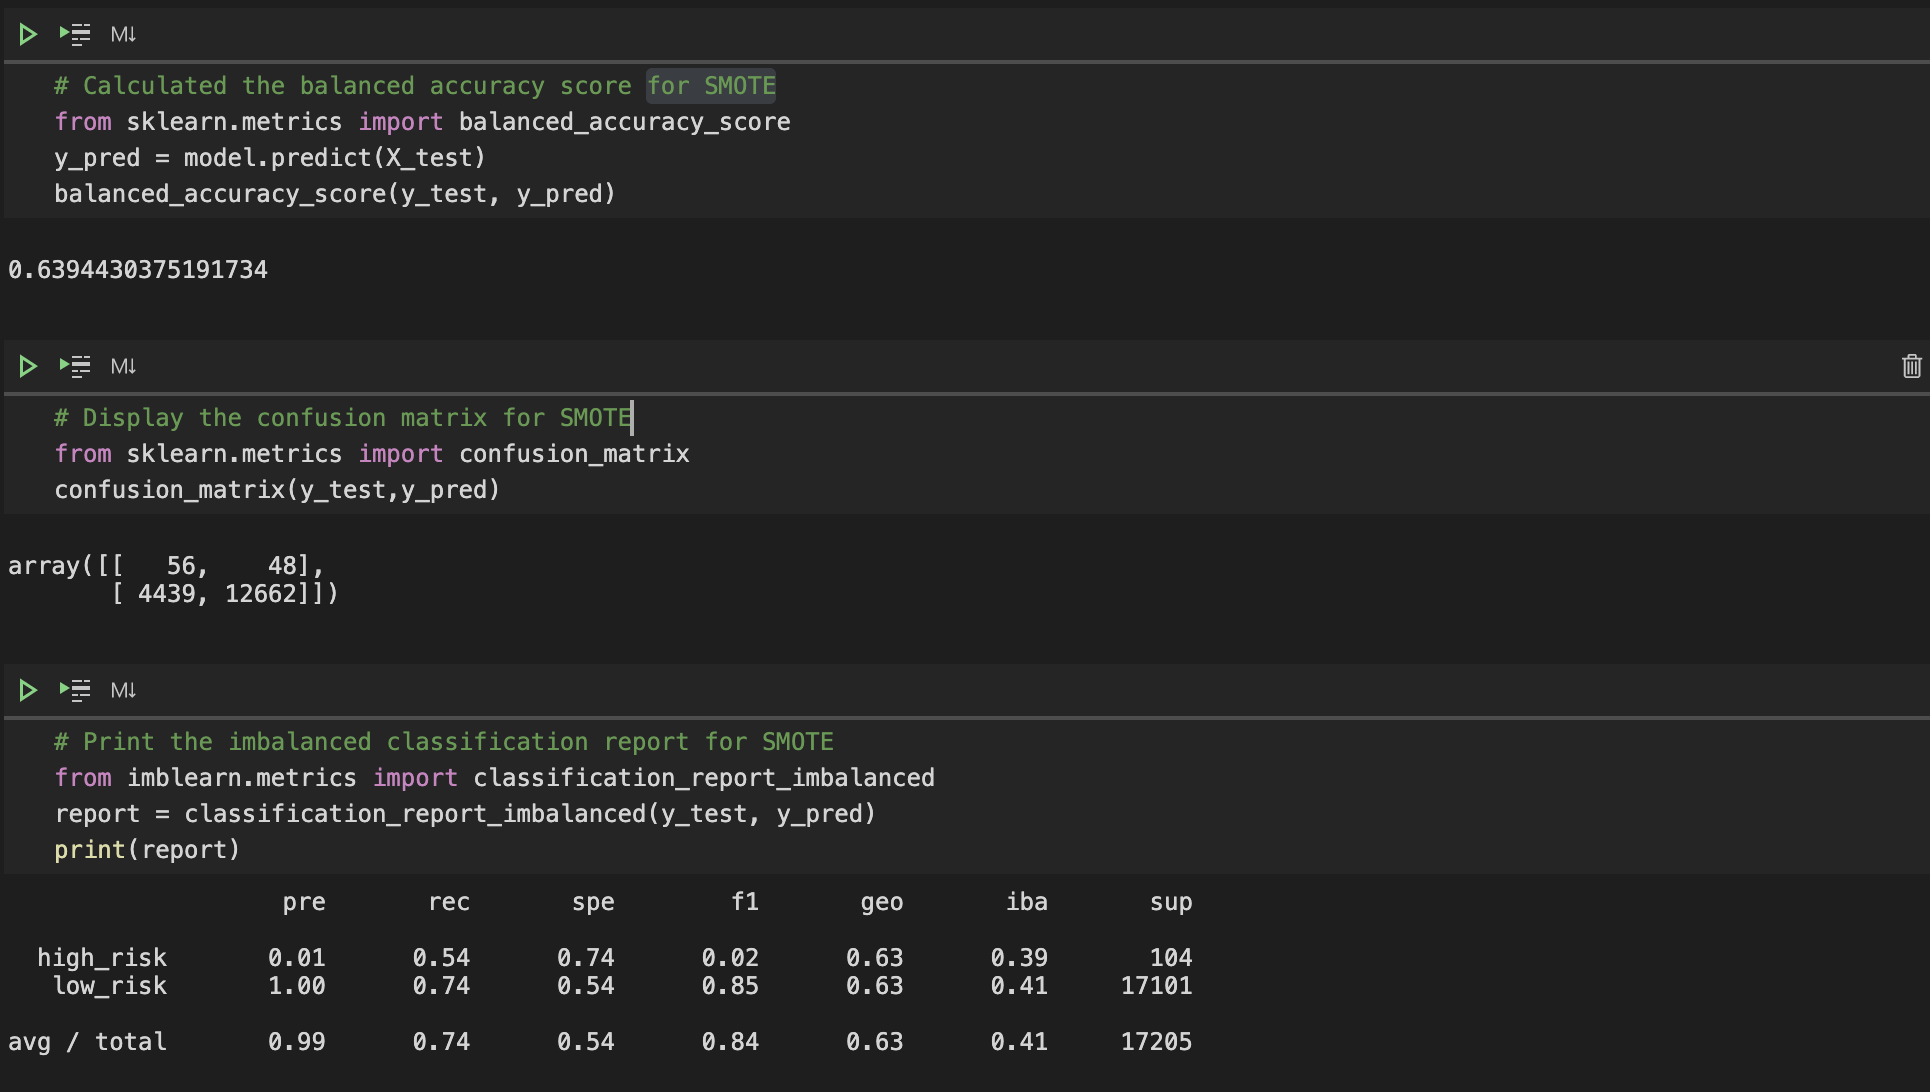 M↓
# Calculated the balanced accuracy score for SMOTE
from sklearn.metrics import balanced_accuracy_score
y_pred = model.predict(X_test)
balanced_accuracy_score(y_test, y_pred)
0.6394430375191734
M↓
# Display the confusion matrix for SMOTE
from sklearn.metrics import confusion_matrix
confusion_matrix(y_test,y_pred)
array([[   56,    48],
       [ 4439, 12662]])
M↓
# Print the imbalanced classification report for SMOTE
from imblearn.metrics import classification_report_imbalanced
report = classification_report_imbalanced(y_test, y_pred)
print(report)
                   pre       rec       spe        f1       geo       iba       sup
  high_risk       0.01      0.54      0.74      0.02      0.63      0.39       104
   low_risk       1.00      0.74      0.54      0.85      0.63      0.41     17101
avg / total       0.99      0.74      0.54      0.84      0.63      0.41     17205